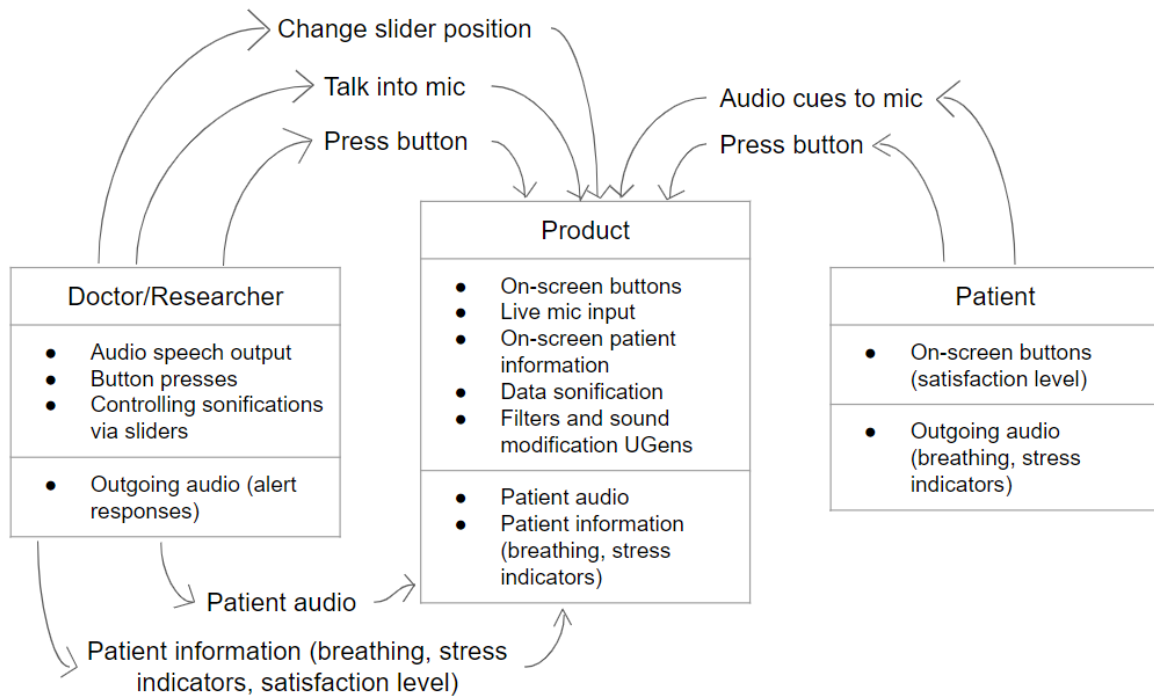 Change slider position
Talk into mic
Press button
Audio cues to mic
Press button
Doctor/Researcher
● Audio speech output
● Button presses
● Controlling sonifications
via sliders
● Outgoing audio (alert
responses)
Product
● On-screen buttons
● Live mic input
● On-screen patient
information
● Data sonification
● Filters and sound
modification UGens
● Patient audio
● Patient information
(breathing, stress
indicators)
Patient
● On-screen buttons
(satisfaction level)
● Outgoing audio
(breathing, stress
indicators)
Patient audio
Patient information (breathing, stress
indicators, satisfaction level)